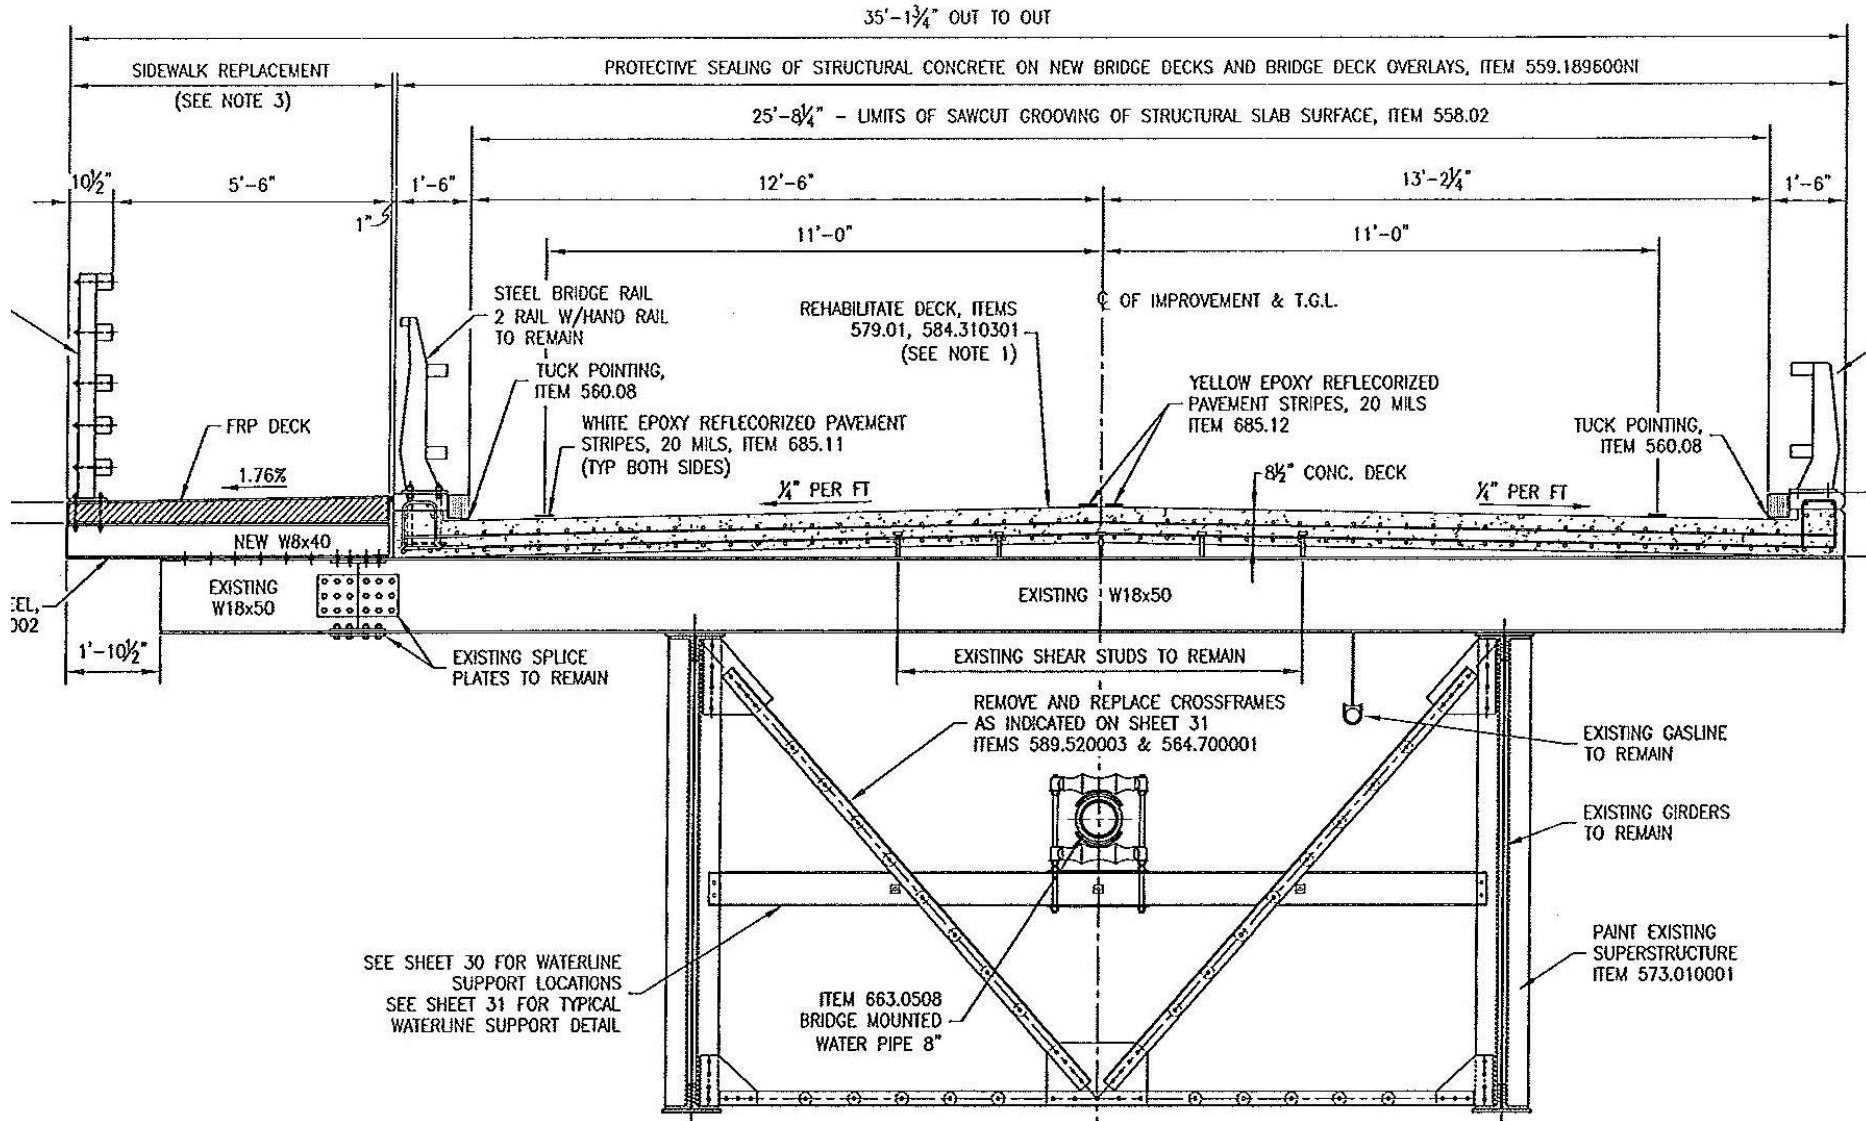 35'-1¾" OUT TO OUT
SIDEWALK REPLACEMENT
(SEE NOTE 3)
PROTECTIVE SEALING OF STRUCTURAL CONCRETE ON NEW BRIDGE DECKS AND BRIDGE DECK OVERLAYS, ITEM 559.189600NI
25'-8¼" - LIMITS OF SAWCUT GROOVING OF STRUCTURAL SLAB SURFACE, ITEM 558.02
10½"
5'-6"
1"
1'-6"
12'-6"
13'-2¼"
1'-6"
11'-0"
11'-0"
STEEL BRIDGE RAIL
2 RAIL W/HAND RAIL
TO REMAIN
TUCK POINTING,
ITEM 560.08
WHITE EPOXY REFLECORIZED PAVEMENT
STRIPES, 20 MILS, ITEM 685.11
(TYP BOTH SIDES)
REHABILITATE DECK, ITEMS
579.01, 584.310301
(SEE NOTE 1)
℄ OF IMPROVEMENT & T.G.L.
YELLOW EPOXY REFLECORIZED
PAVEMENT STRIPES, 20 MILS
ITEM 685.12
TUCK POINTING,
ITEM 560.08
FRP DECK
1.76%
¼" PER FT
8½" CONC. DECK
¼" PER FT
NEW W8x40
EXISTING
W18x50
EXISTING W18x50
EEL,
002
1'-10½"
EXISTING SPLICE
PLATES TO REMAIN
EXISTING SHEAR STUDS TO REMAIN
REMOVE AND REPLACE CROSSFRAMES
AS INDICATED ON SHEET 31
ITEMS 589.520003 & 564.700001
EXISTING GASLINE
TO REMAIN
EXISTING GIRDERS
TO REMAIN
PAINT EXISTING
SUPERSTRUCTURE
ITEM 573.010001
SEE SHEET 30 FOR WATERLINE
SUPPORT LOCATIONS
SEE SHEET 31 FOR TYPICAL
WATERLINE SUPPORT DETAIL
ITEM 663.0508
BRIDGE MOUNTED
WATER PIPE 8"